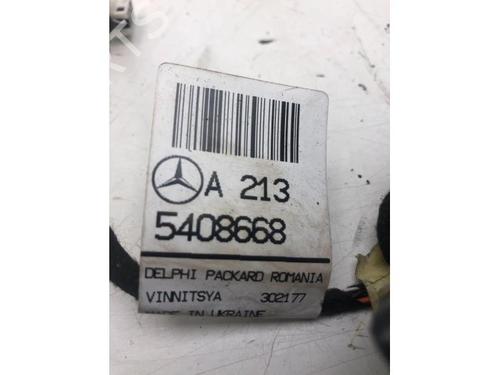 A 213
5408668
DELPHI PACKARD ROMANIA
VINNITSYA 302177
MADE IN UKRAINE